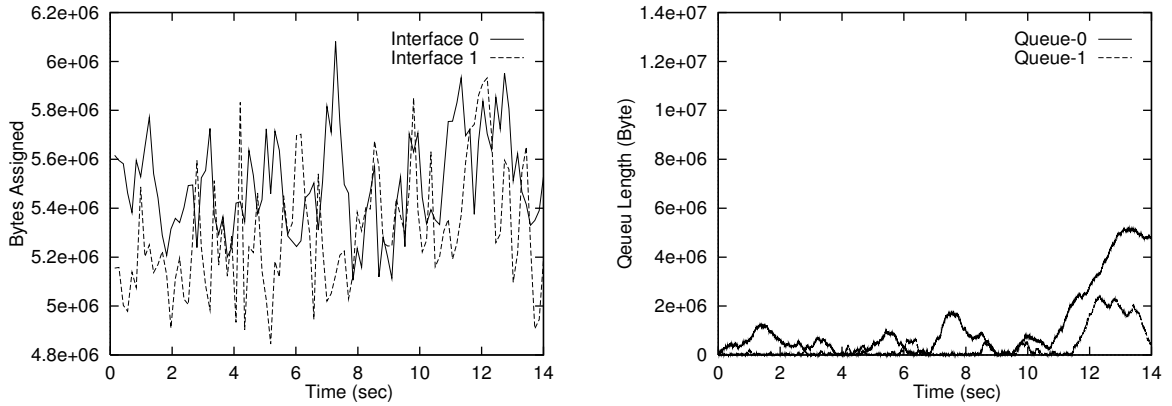 6.2e+06
6e+06
5.8e+06
5.6e+06
5.4e+06
5.2e+06
5e+06
4.8e+06
Bytes Assigned
Interface 0
Interface 1
0 2 4 6 8 10 12 14
Time (sec)
1.4e+07
1.2e+07
1e+07
8e+06
6e+06
4e+06
2e+06
0
Qeueu Length (Byte)
Queue-0
Queue-1
0 2 4 6 8 10 12 14
Time (sec)